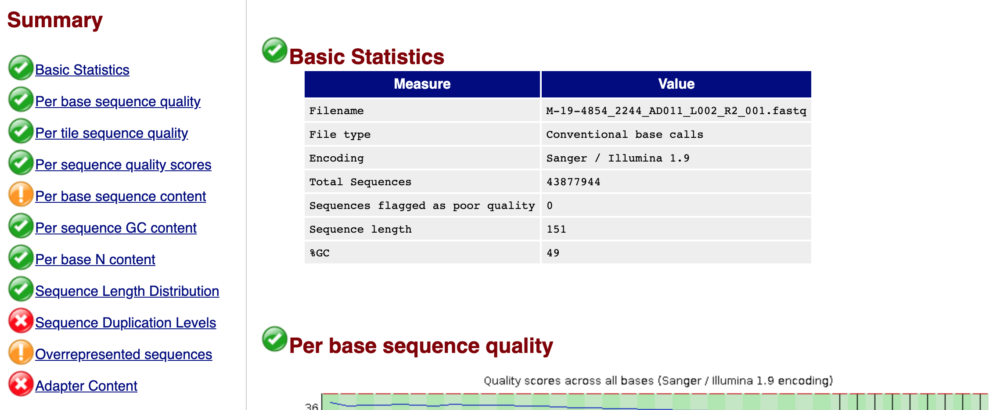 Summary
Basic Statistics
Per base sequence quality
Per tile sequence quality
Per sequence quality scores
Per base sequence content
Per sequence GC content
Per base N content
Sequence Length Distribution
Sequence Duplication Levels
Overrepresented sequences
Adapter Content
Basic Statistics
Measure Value
Filename M-19-4854_2244_AD011_L002_R2_001.fastq
File type Conventional base calls
Encoding Sanger / Illumina 1.9
Total Sequences 43877944
Sequences flagged as poor quality 0
Sequence length 151
%GC 49
Per base sequence quality
Quality scores across all bases (Sanger / Illumina 1.9 encoding)
36